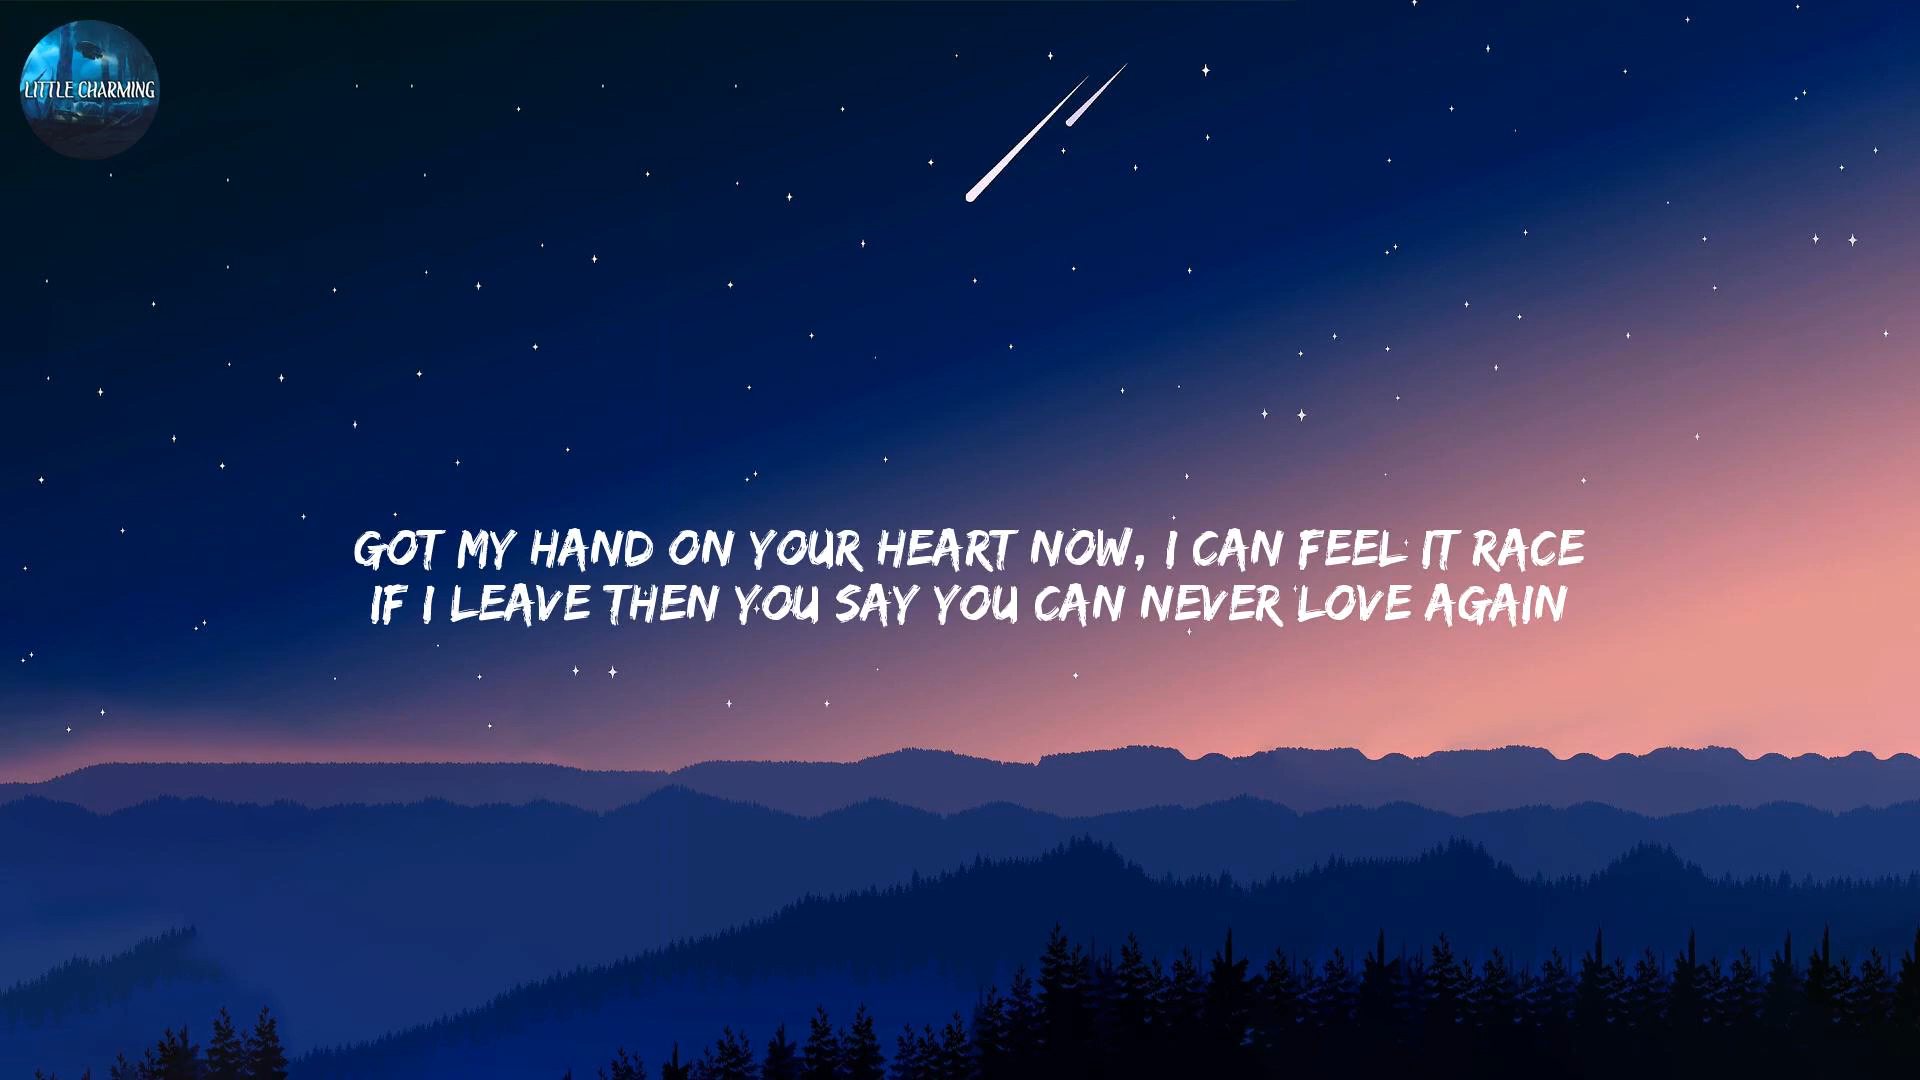 LITTLE CHARMING
GOT MY HAND ON YOUR HEART NOW, I CAN FEEL IT RACE
IF I LEAVE THEN YOU SAY YOU CAN NEVER LOVE AGAIN